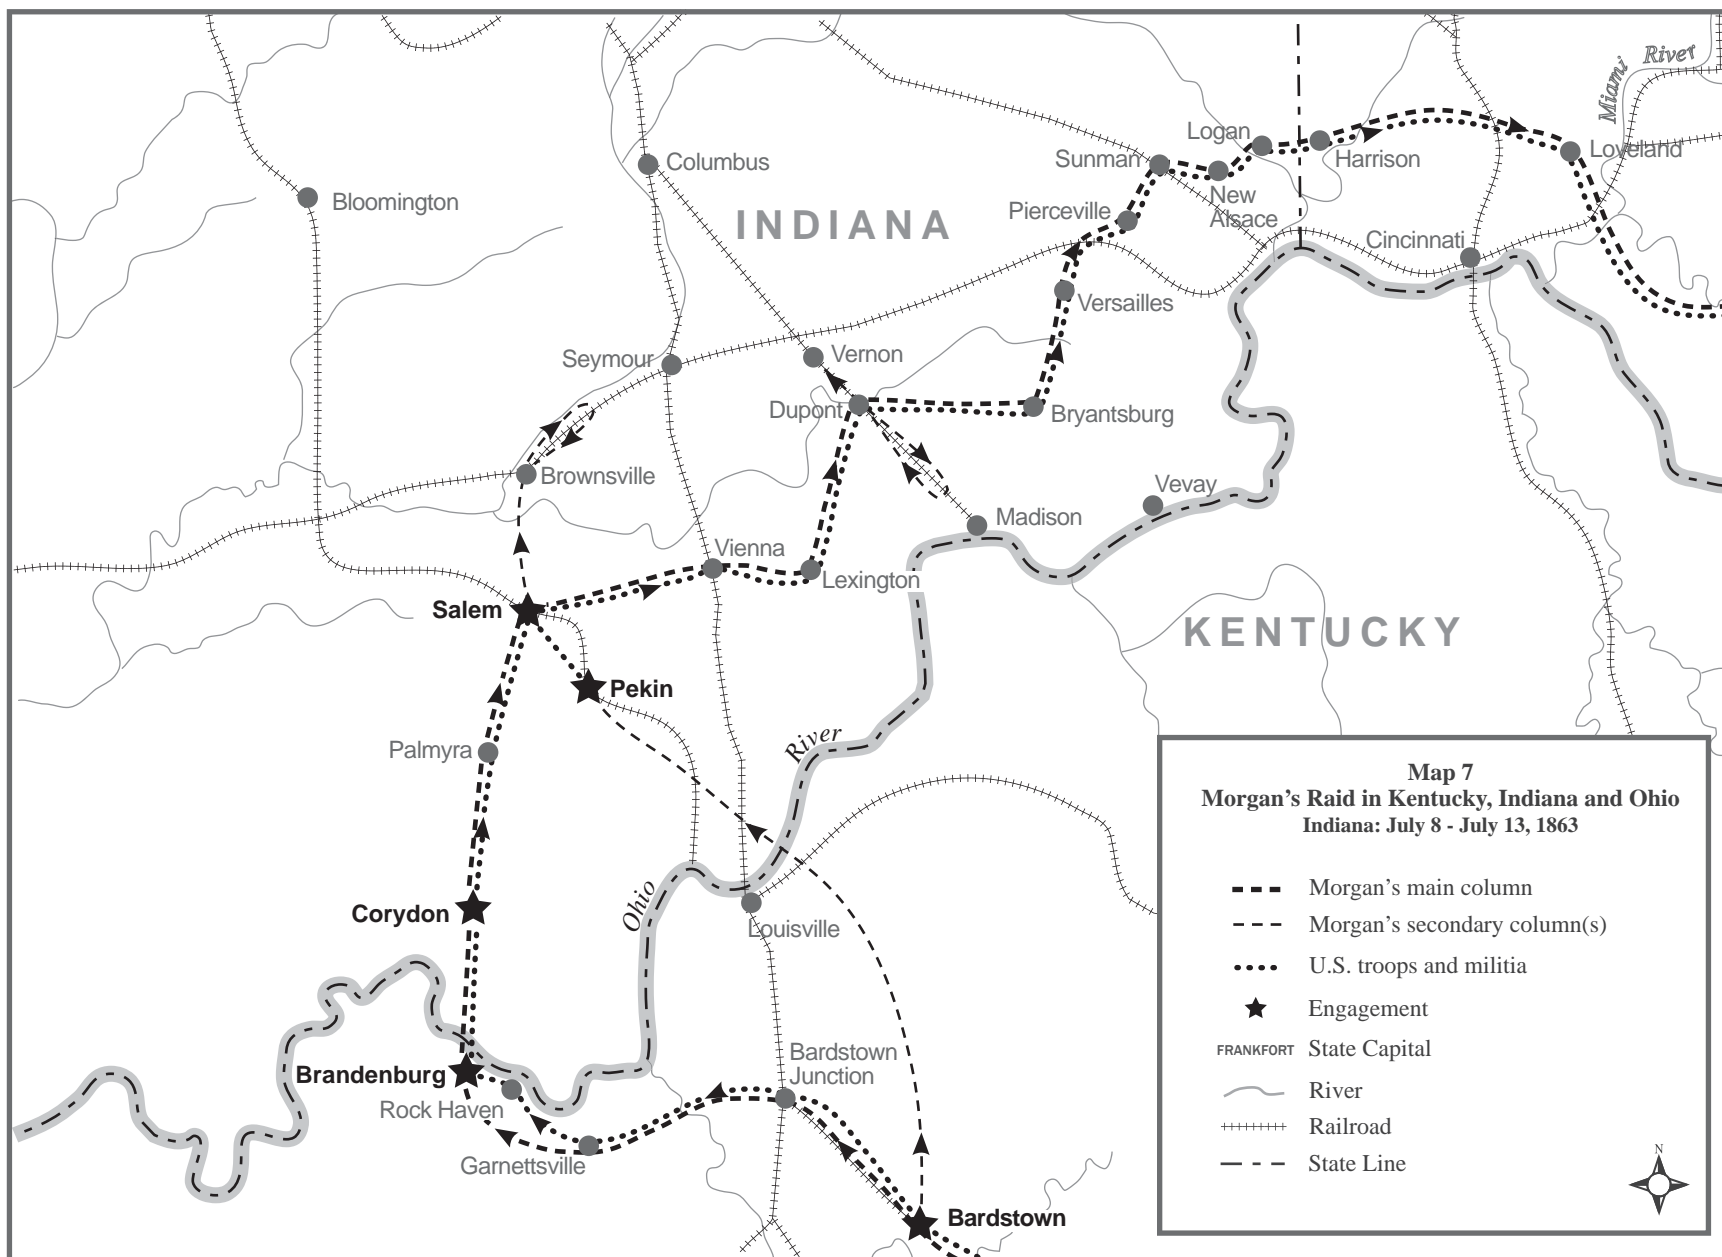 Miami
River
Logan
Harrison
Loveland
Sunman
New
Alsace
Columbus
Bloomington
INDIANA
Pierceville
Cincinnati
Versailles
Seymour
Vernon
Dupont
Bryantsburg
Brownsville
Vevay
Madison
Vienna
Lexington
Salem
KENTUCKY
Pekin
Palmyra
River
Ohio
Corydon
Louisville
Bardstown
Junction
Brandenburg
Rock Haven
Garnettsville
Bardstown
Map 7
Morgan’s Raid in Kentucky, Indiana and Ohio
Indiana: July 8 - July 13, 1863
Morgan’s main column
Morgan’s secondary column(s)
U.S. troops and militia
Engagement
FRANKFORT State Capital
River
Railroad
State Line
N